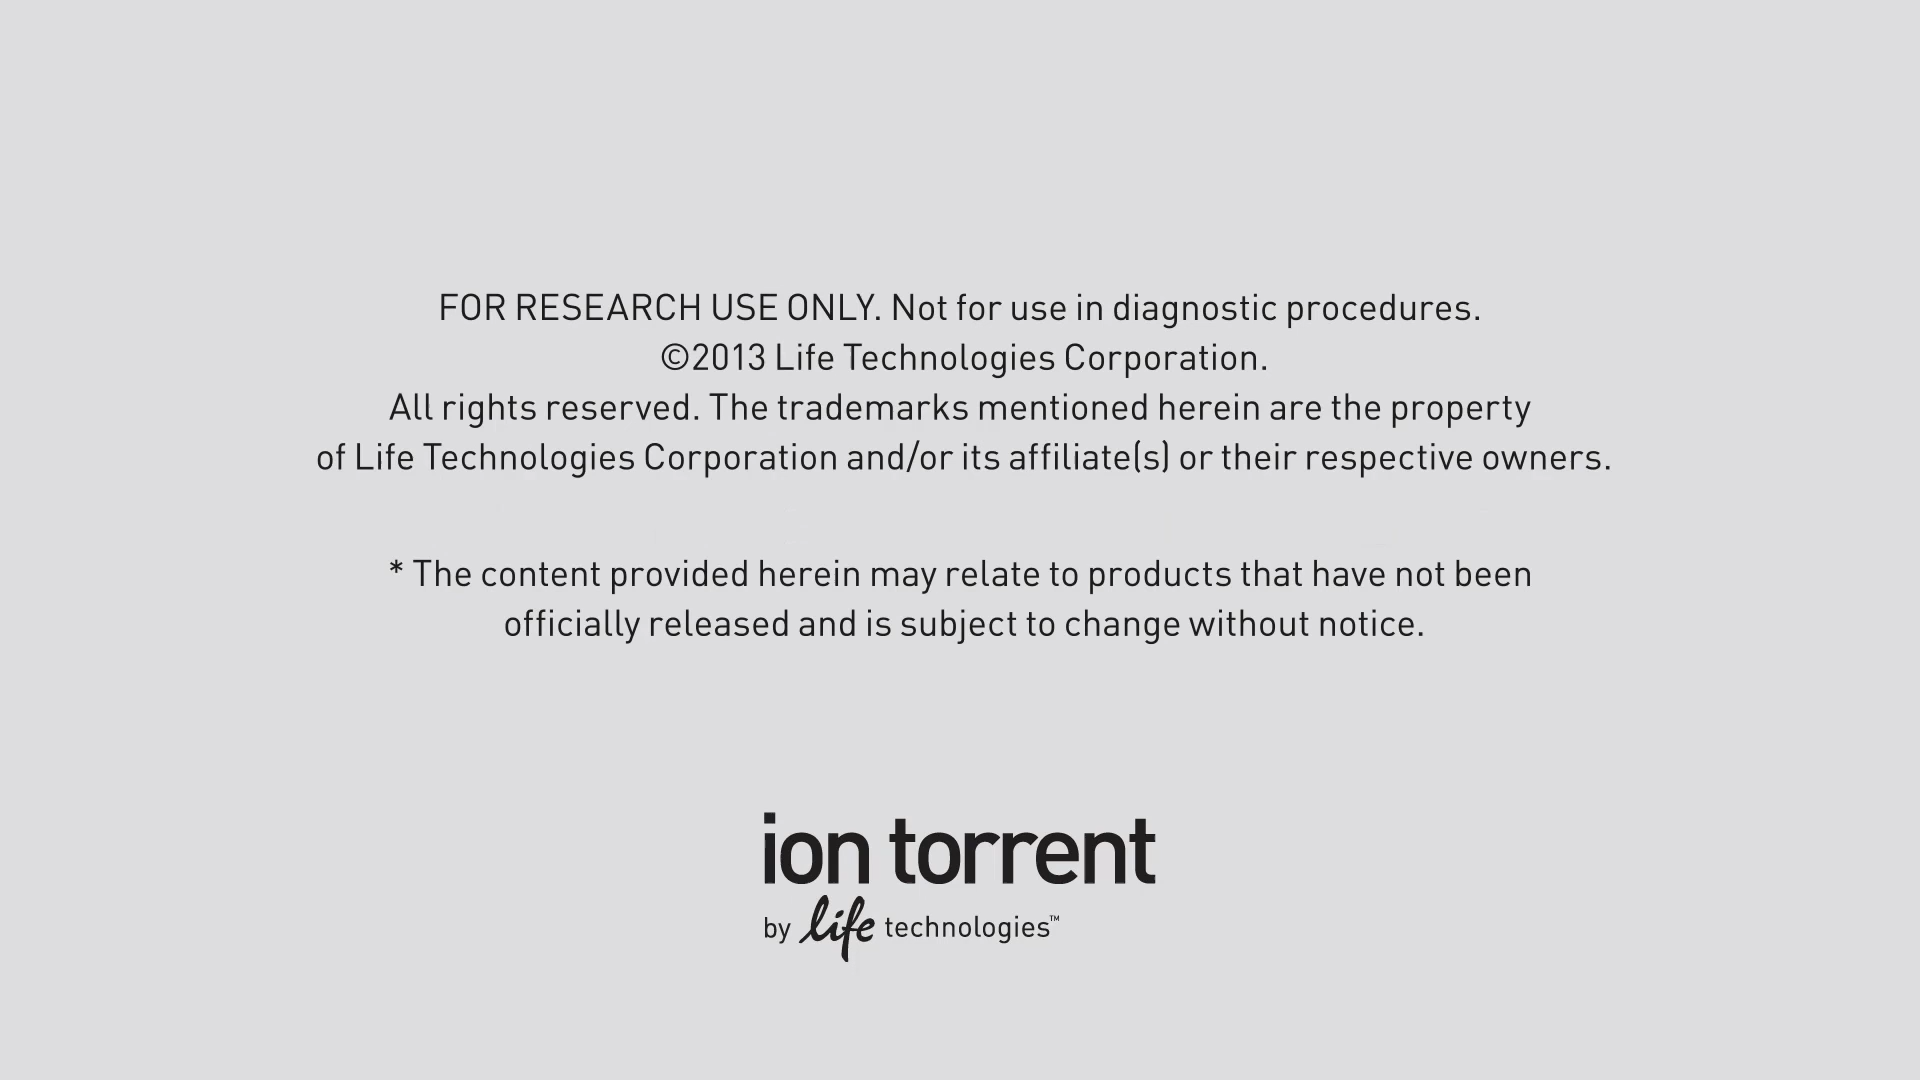 FOR RESEARCH USE ONLY. Not for use in diagnostic procedures.
©2013 Life Technologies Corporation.
All rights reserved. The trademarks mentioned herein are the property
of Life Technologies Corporation and/or its affiliate(s) or their respective owners.
* The content provided herein may relate to products that have not been
officially released and is subject to change without notice.
ion torrent
by life technologies™